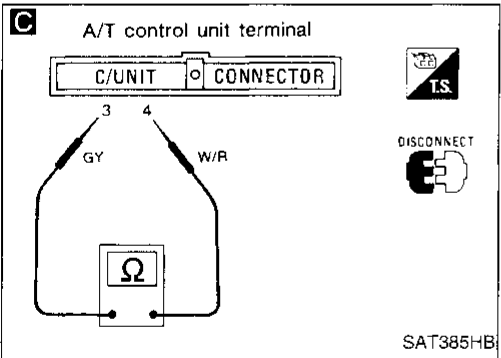 C
A/T control unit terminal
C/UNIT CONNECTOR
3 4
GY W/R
T.S.
DISCONNECT
Ω
SAT385HB